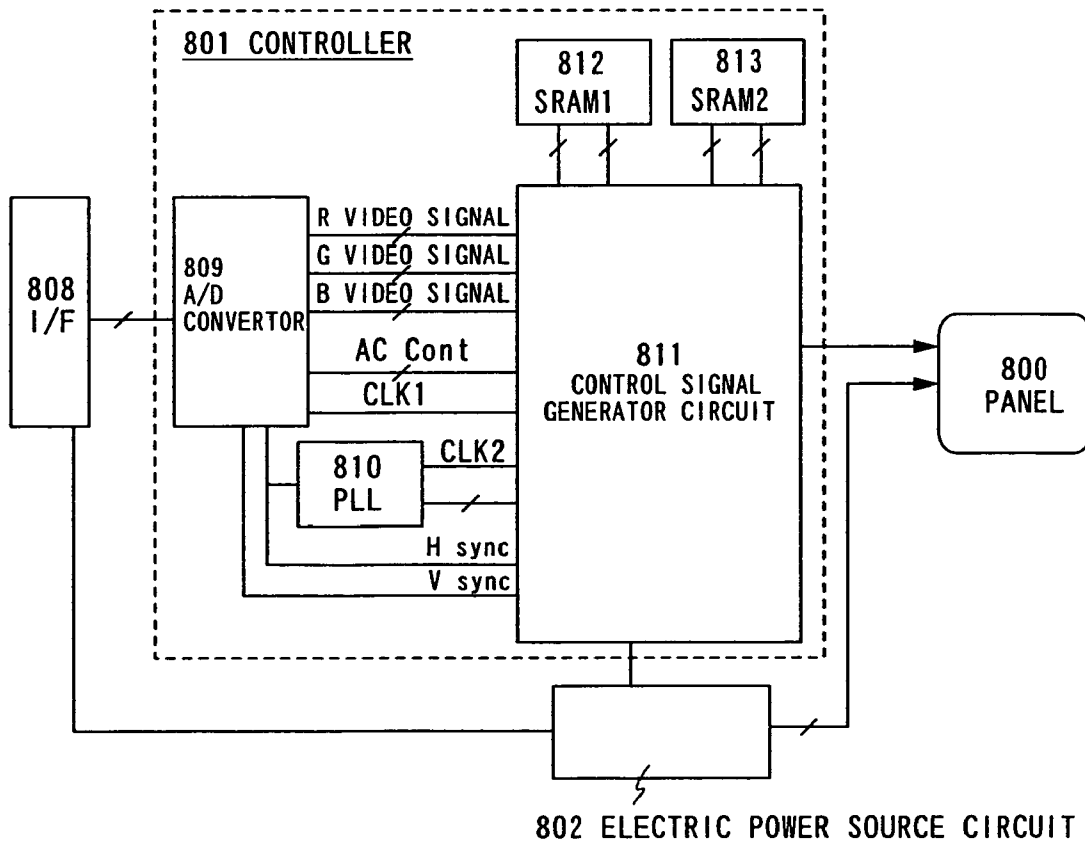 801 CONTROLLER
812
SRAM1
813
SRAM2
808
I/F
809
A/D
CONVERTOR
R VIDEO SIGNAL
G VIDEO SIGNAL
B VIDEO SIGNAL
AC Cont
CLK1
810
PLL
CLK2
H sync
V sync
811
CONTROL SIGNAL
GENERATOR CIRCUIT
800
PANEL
802 ELECTRIC POWER SOURCE CIRCUIT